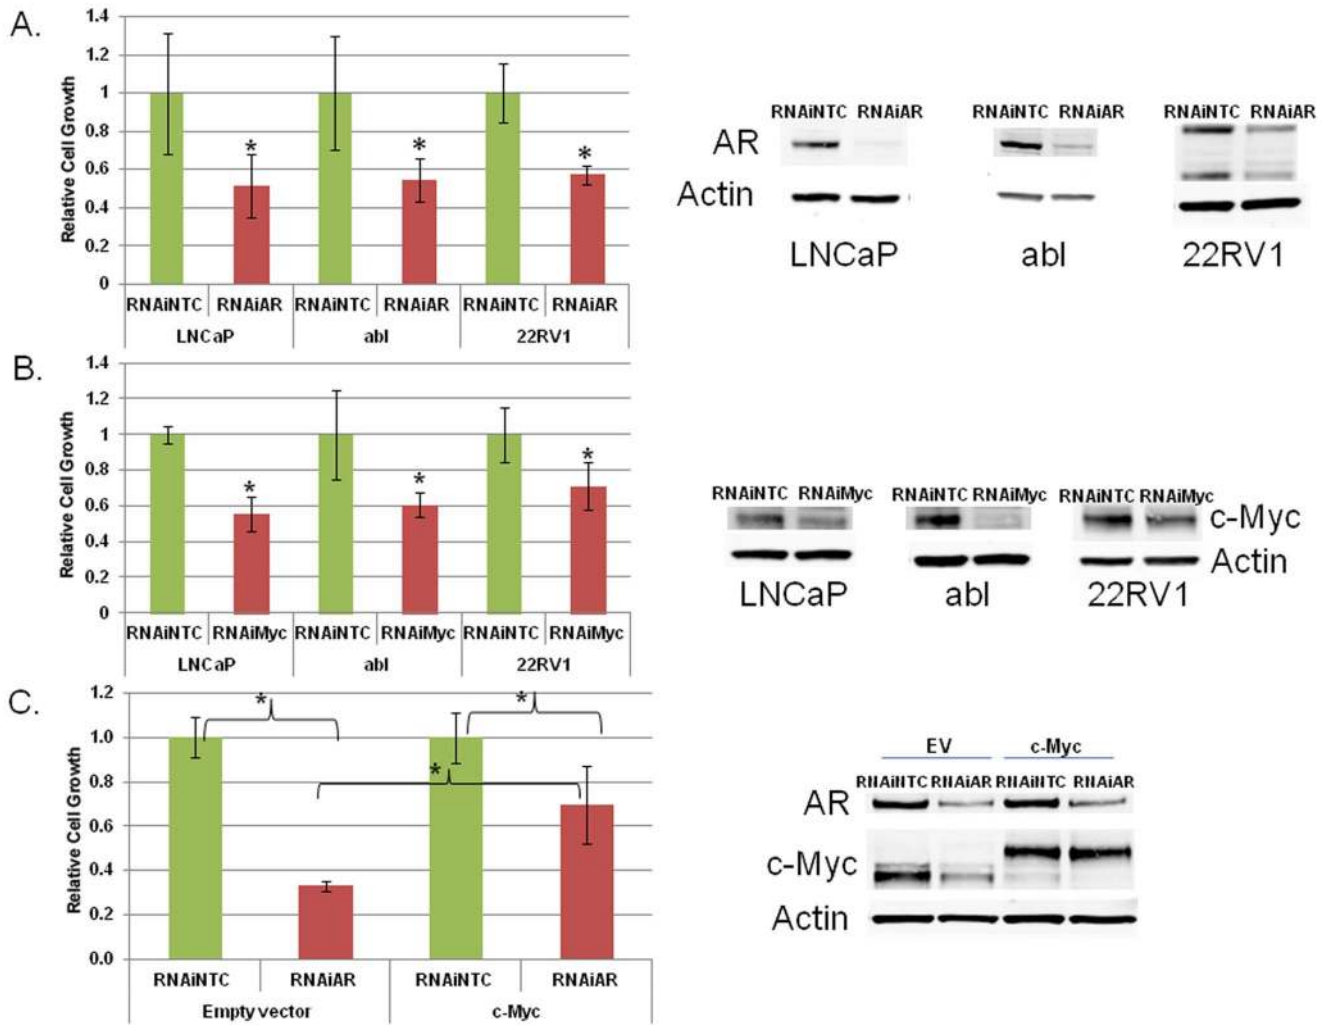 A.
Relative Cell Growth
1.4
1.2
1
0.8
0.6
0.4
0.2
0
*
*
*
RNAiNTC RNAiAR RNAiNTC RNAiAR RNAiNTC RNAiAR
LNCaP abl 22RV1
RNAiNTC RNAiAR RNAiNTC RNAiAR RNAiNTC RNAiAR
AR
Actin
LNCaP abl 22RV1
B.
Relative Cell Growth
1.4
1.2
1
0.8
0.6
0.4
0.2
0
*
*
*
RNAiNTC RNAiMyc RNAiNTC RNAiMyc RNAiNTC RNAiMyc
LNCaP abl 22RV1
RNAiNTC RNAiMyc RNAiNTC RNAiMyc RNAiNTC RNAiMyc
c-Myc
Actin
LNCaP abl 22RV1
C.
Relative Cell Growth
1.2
1.0
0.8
0.6
0.4
0.2
0.0
* *
*
RNAiNTC RNAiAR RNAiNTC RNAiAR
Empty vector c-Myc
EV c-Myc
RNAiNTC RNAiAR RNAiNTC RNAiAR
AR
c-Myc
Actin